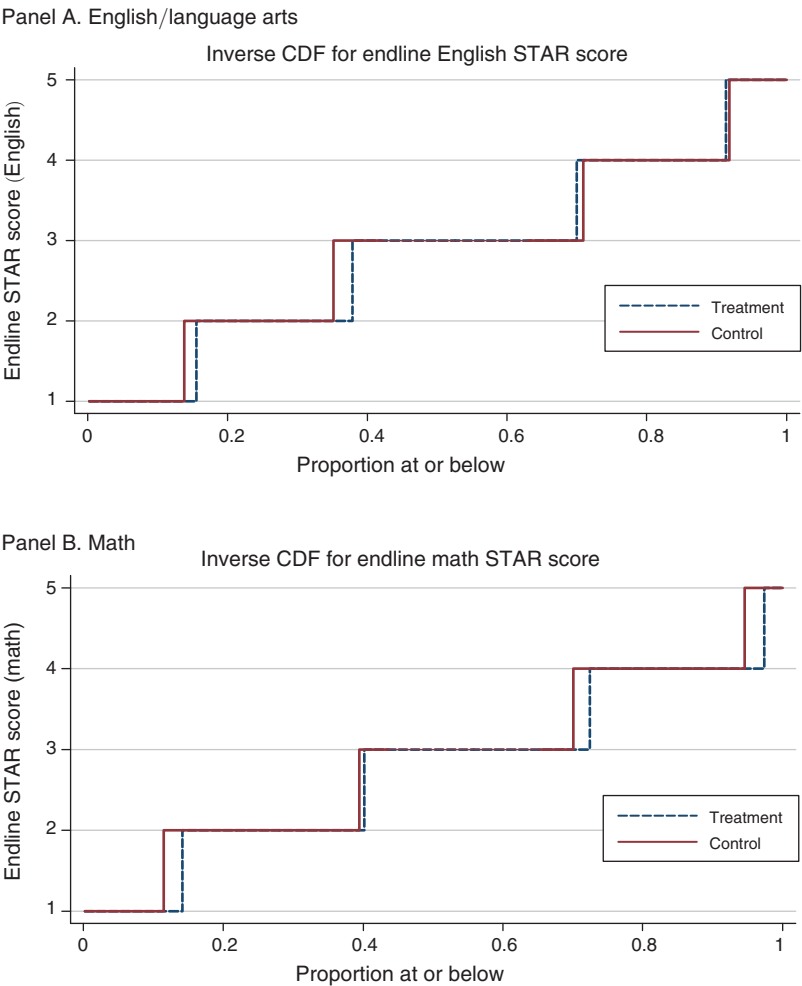 Panel A. English/language arts
Inverse CDF for endline English STAR score
Endline STAR score (English)
5
4
3
2
1
Treatment
Control
0 0.2 0.4 0.6 0.8 1
Proportion at or below
Panel B. Math
Inverse CDF for endline math STAR score
Endline STAR score (math)
5
4
3
2
1
Treatment
Control
0 0.2 0.4 0.6 0.8 1
Proportion at or below